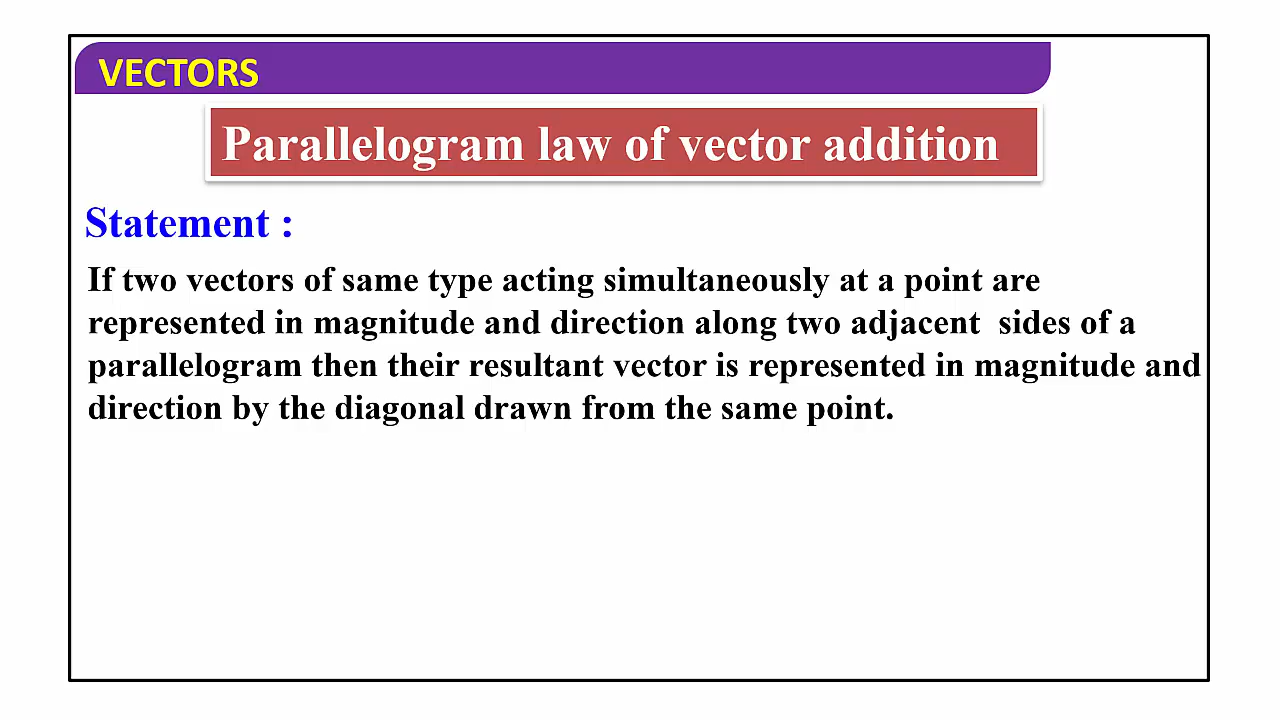 VECTORS
Parallelogram law of vector addition
Statement :
If two vectors of same type acting simultaneously at a point are
represented in magnitude and direction along two adjacent sides of a
parallelogram then their resultant vector is represented in magnitude and
direction by the diagonal drawn from the same point.